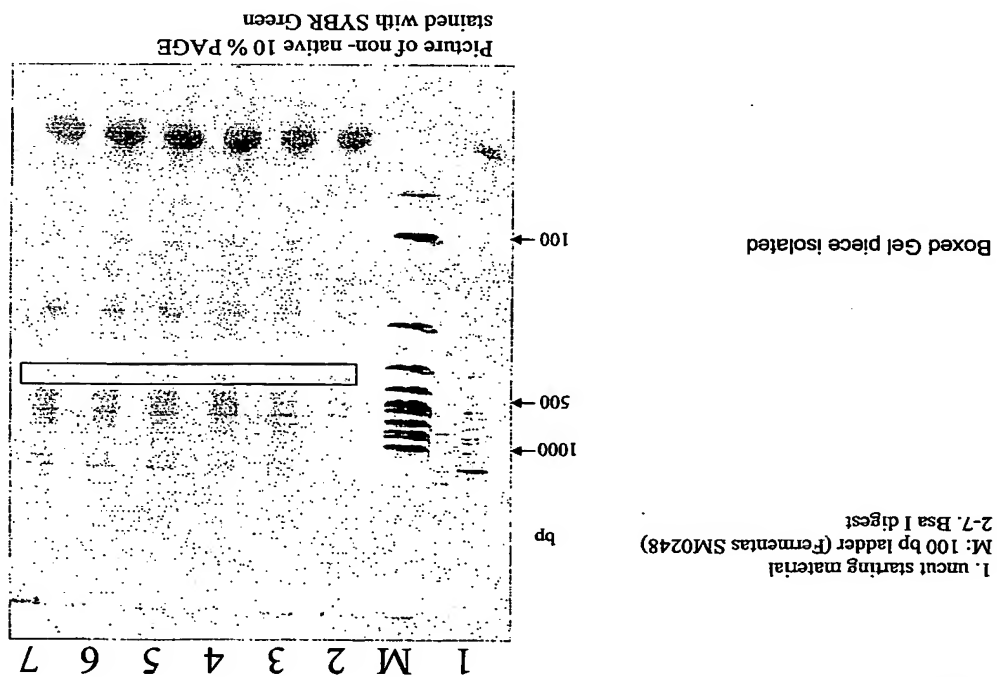 1. uncut starting material
M: 100 bp ladder (Fermentas SM0248)
2-7. Bsa I digest
Boxed Gel piece isolated
1 M 2 3 4 5 6 7
bp
1000
500
100
Picture of non- native 10 % PAGE
stained with SYBR Green